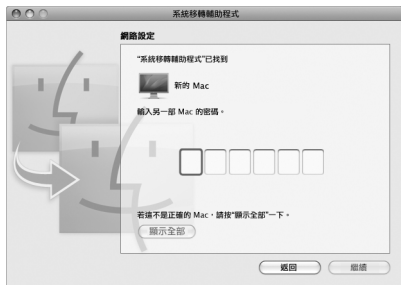 系統移轉輔助程式
網路設定
“系統移轉輔助程式”已找到
新的 Mac
輸入另一部 Mac 的密碼。
若這不是正確的 Mac，請按“顯示全部”一下。
顯示全部
返回
繼續